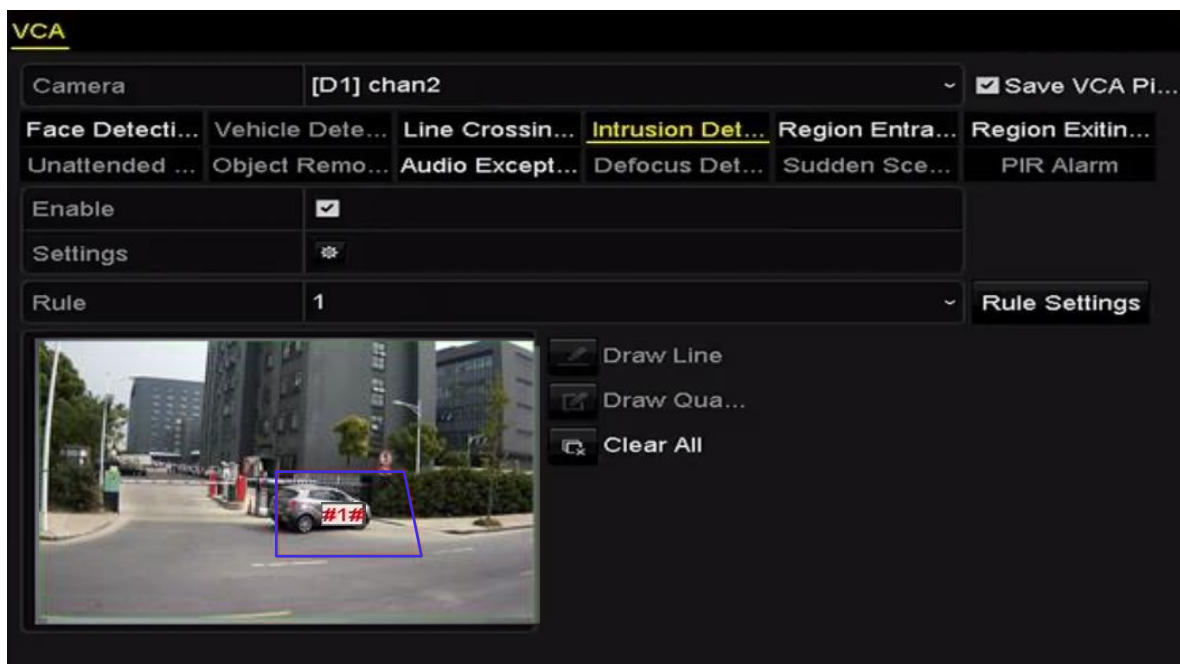 VCA
Camera [D1] chan2 Save VCA Pi...
Face Detecti... Vehicle Dete... Line Crossin... Intrusion Det... Region Entra... Region Exitin...
Unattended ... Object Remo... Audio Except... Defocus Det... Sudden Sce... PIR Alarm
Enable
Settings
Rule 1 Rule Settings
Draw Line
Draw Qua...
Clear All
#1#